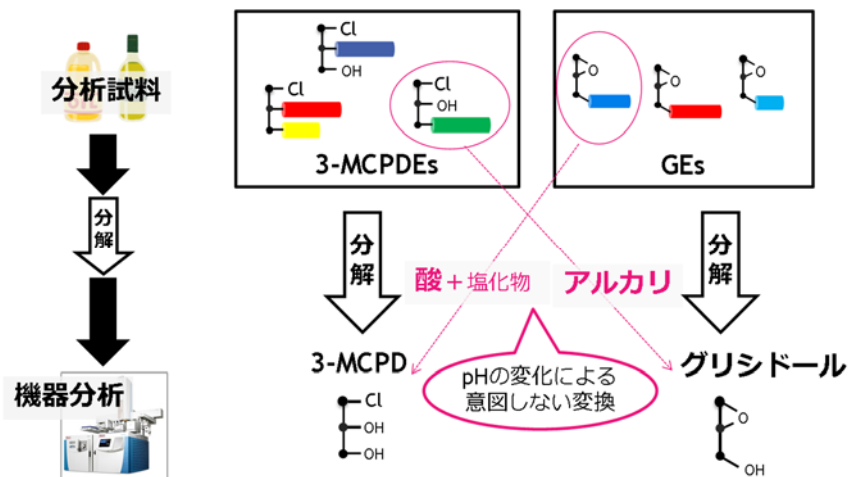 分析試料
分
解
機器分析
Cl
OH
Cl
Cl
OH
3-MCPDEs
O
O
O
GEs
分
解
酸＋塩化物
アルカリ
分
解
3-MCPD
Cl
OH
OH
pHの変化による
意図しない変換
グリシドール
O
OH